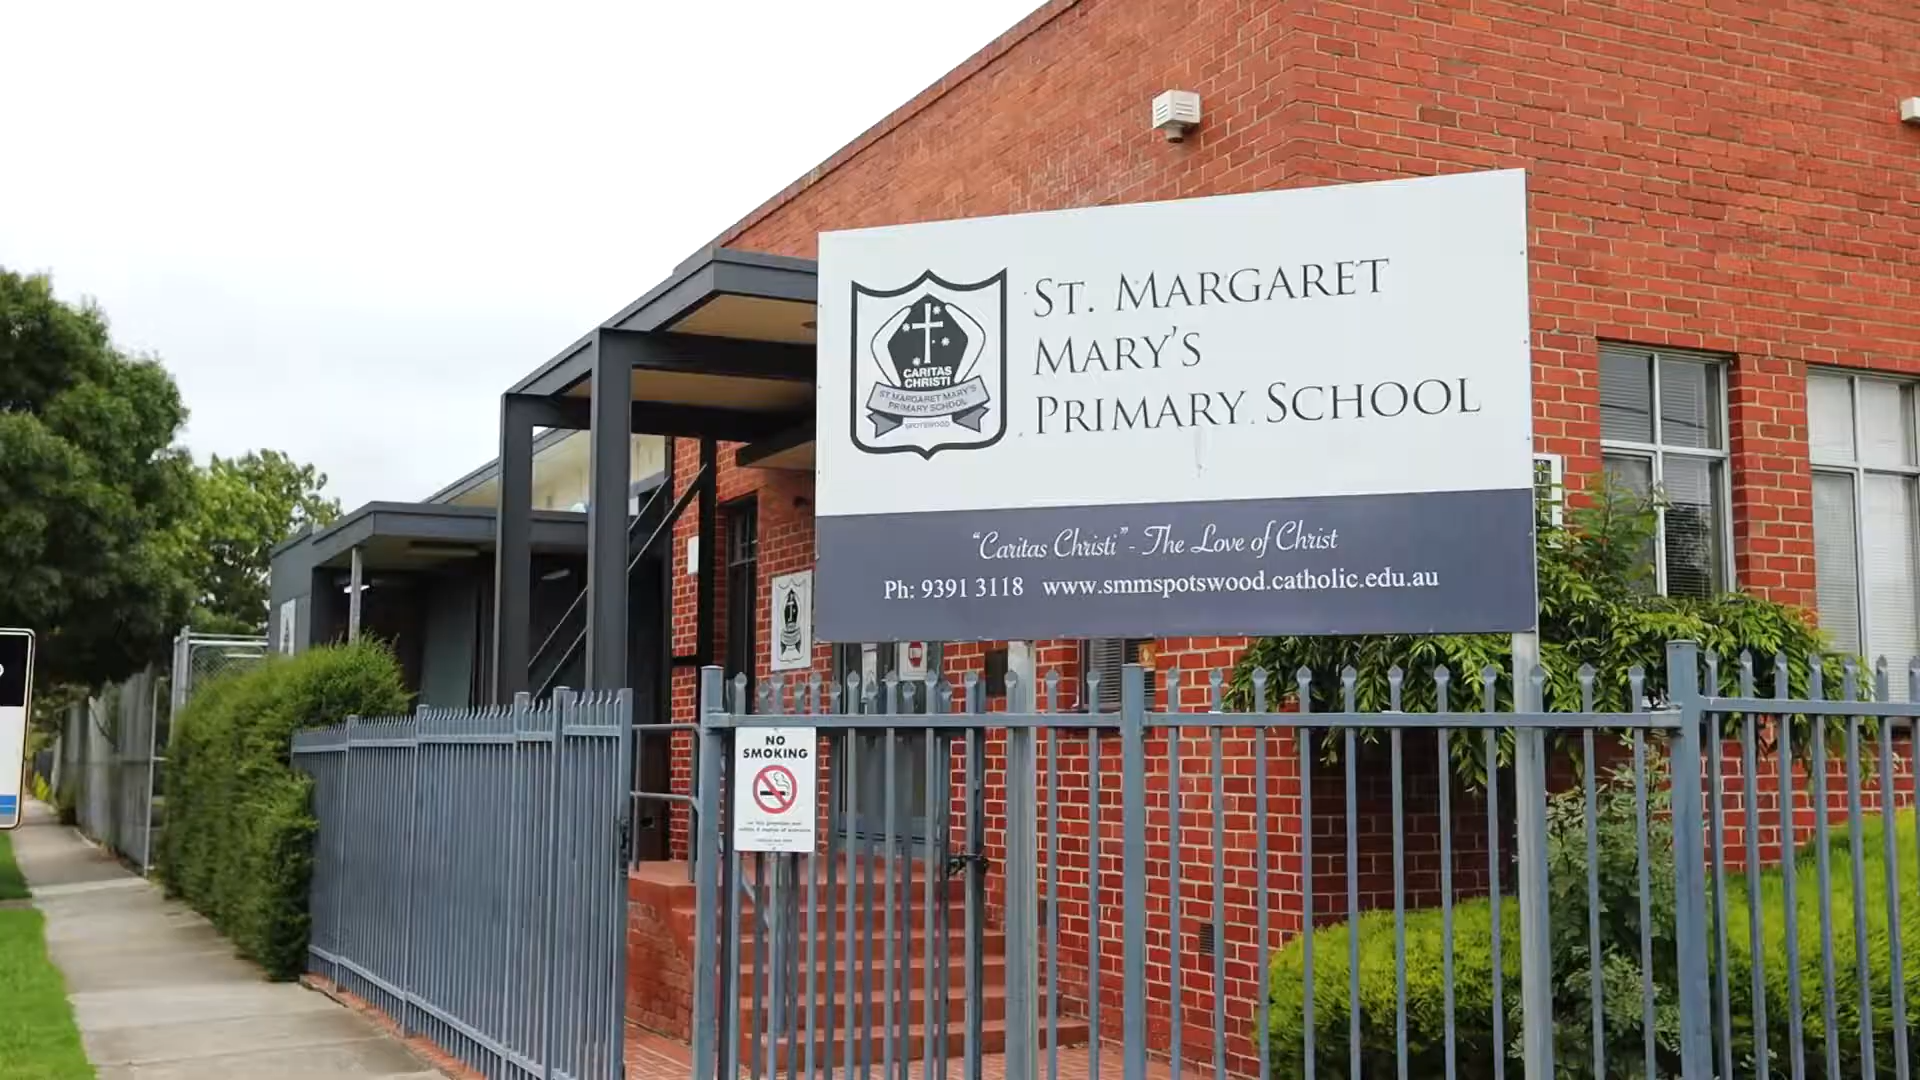 St. Margaret
Mary's
Primary School
CARITAS
CHRISTI
ST MARGARET MARY'S
PRIMARY SCHOOL
SPOTSWOOD
"Caritas Christi" - The Love of Christ
Ph: 9391 3118 www.smmspotswood.catholic.edu.au
NO
SMOKING